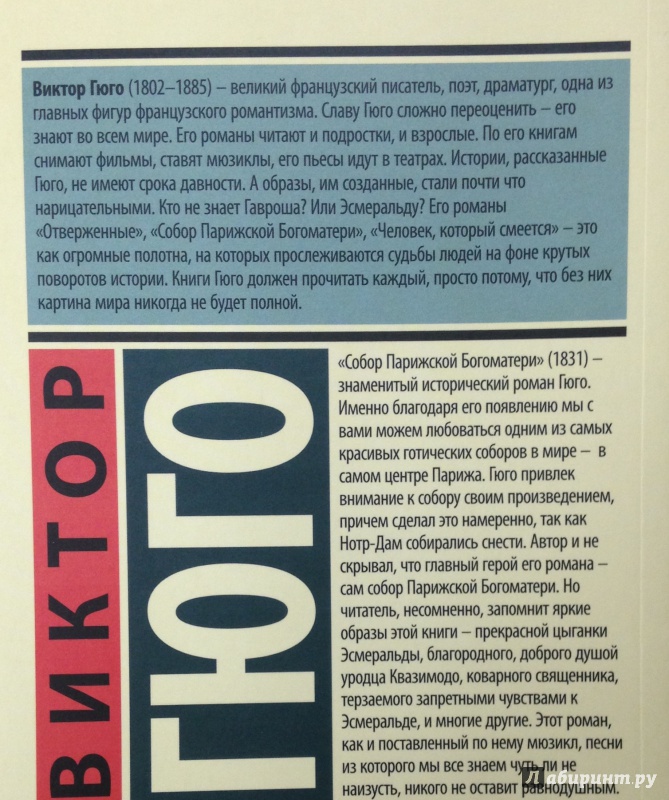 Виктор Гюго (1802–1885) – великий французский писатель, поэт, драматург, одна из
главных фигур французского романтизма. Славу Гюго сложно переоценить – его
знают во всем мире. Его романы читают и подростки, и взрослые. По его книгам
снимают фильмы, ставят мюзиклы, его пьесы идут в театрах. Истории, рассказанные
Гюго, не имеют срока давности. А образы, им созданные, стали почти что
нарицательными. Кто не знает Гавроша? Или Эсмеральду? Его романы
«Отверженные», «Собор Парижской Богоматери», «Человек, который смеется» – это
как огромные полотна, на которых прослеживаются судьбы людей на фоне крутых
поворотов истории. Книги Гюго должен прочитать каждый, просто потому, что без них
картина мира никогда не будет полной.
ВИКТОР
ГЮГО
«Собор Парижской Богоматери» (1831) –
знаменитый исторический роман Гюго.
Именно благодаря его появлению мы с
вами можем любоваться одним из самых
красивых готических соборов в мире – в
самом центре Парижа. Гюго привлек
внимание к собору своим произведением,
причем сделал это намеренно, так как
Нотр-Дам собирались снести. Автор и не
скрывал, что главный герой его романа –
сам собор Парижской Богоматери. Но
читатель, несомненно, запомнит яркие
образы этой книги – прекрасной цыганки
Эсмеральды, благородного, доброго душой
уродца Квазимодо, коварного священника,
терзаемого запретными чувствами к
Эсмеральде, и многие другие. Этот роман,
как и поставленный по нему мюзикл, песни
из которого мы все знаем чуть ли не
наизусть, никого не оставит равнодушным.
Лабиринт.ру